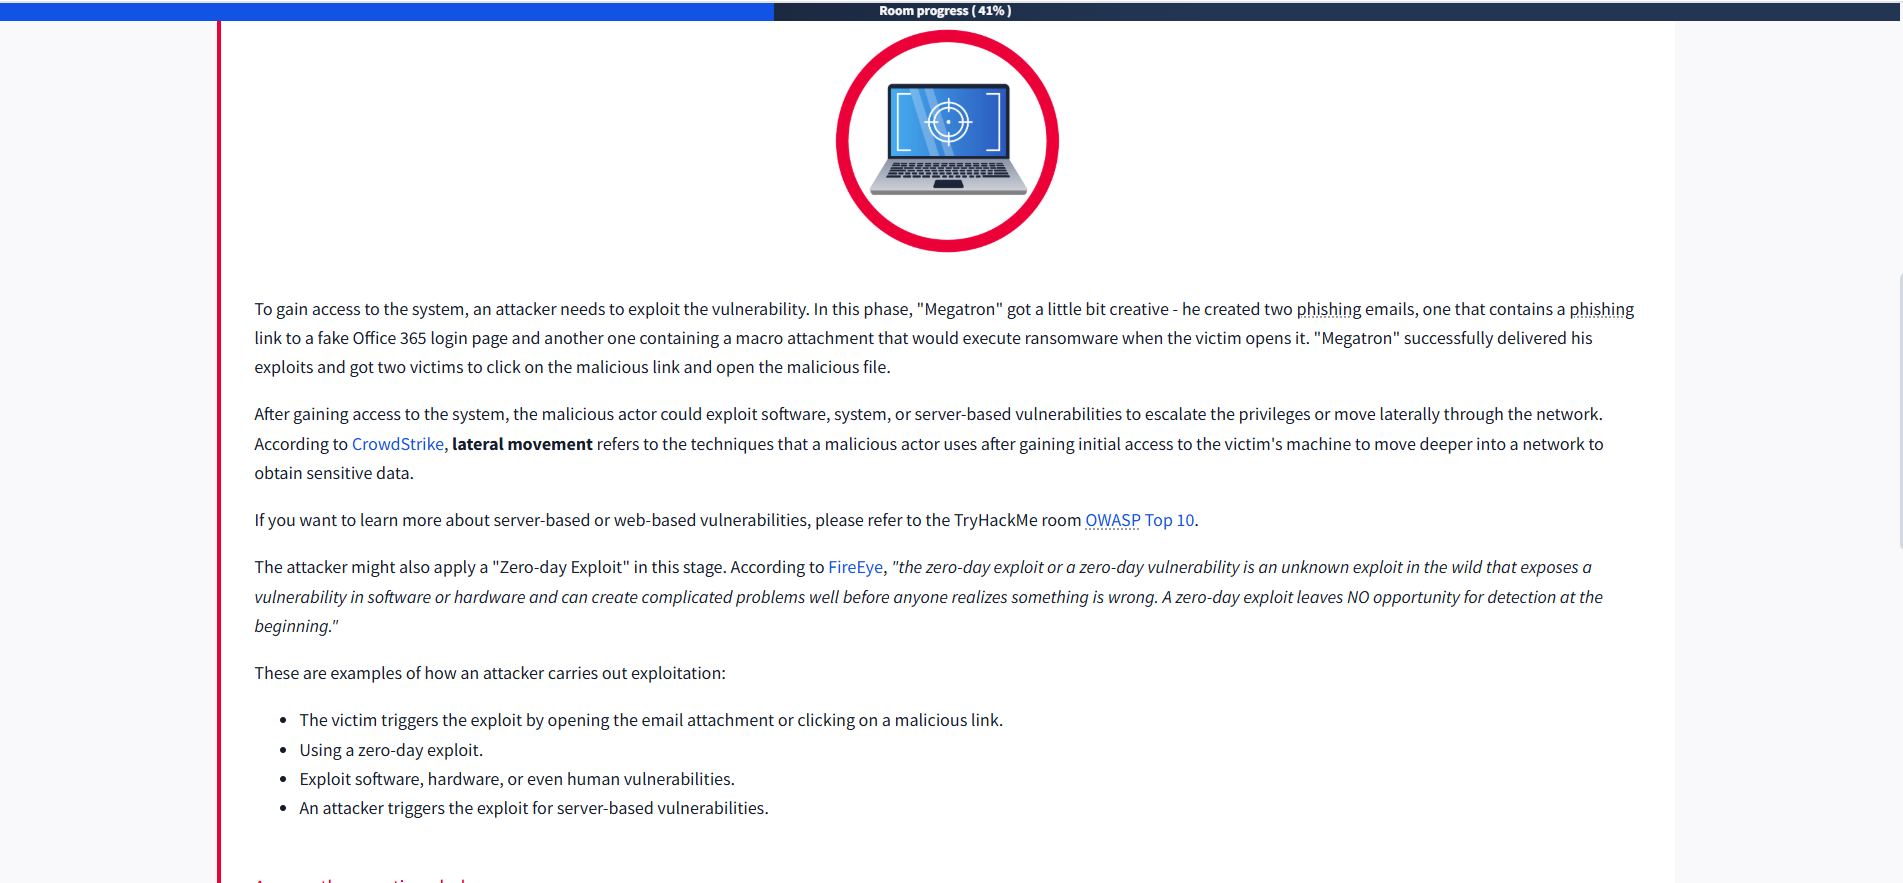 Room progress ( 41% )
To gain access to the system, an attacker needs to exploit the vulnerability. In this phase, "Megatron" got a little bit creative - he created two phishing emails, one that contains a phishing
link to a fake Office 365 login page and another one containing a macro attachment that would execute ransomware when the victim opens it. "Megatron" successfully delivered his
exploits and got two victims to click on the malicious link and open the malicious file.
After gaining access to the system, the malicious actor could exploit software, system, or server-based vulnerabilities to escalate the privileges or move laterally through the network.
According to CrowdStrike, lateral movement refers to the techniques that a malicious actor uses after gaining initial access to the victim's machine to move deeper into a network to
obtain sensitive data.
If you want to learn more about server-based or web-based vulnerabilities, please refer to the TryHackMe room OWASP Top 10.
The attacker might also apply a "Zero-day Exploit" in this stage. According to FireEye, "the zero-day exploit or a zero-day vulnerability is an unknown exploit in the wild that exposes a
vulnerability in software or hardware and can create complicated problems well before anyone realizes something is wrong. A zero-day exploit leaves NO opportunity for detection at the
beginning."
These are examples of how an attacker carries out exploitation:
• The victim triggers the exploit by opening the email attachment or clicking on a malicious link.
• Using a zero-day exploit.
• Exploit software, hardware, or even human vulnerabilities.
• An attacker triggers the exploit for server-based vulnerabilities.